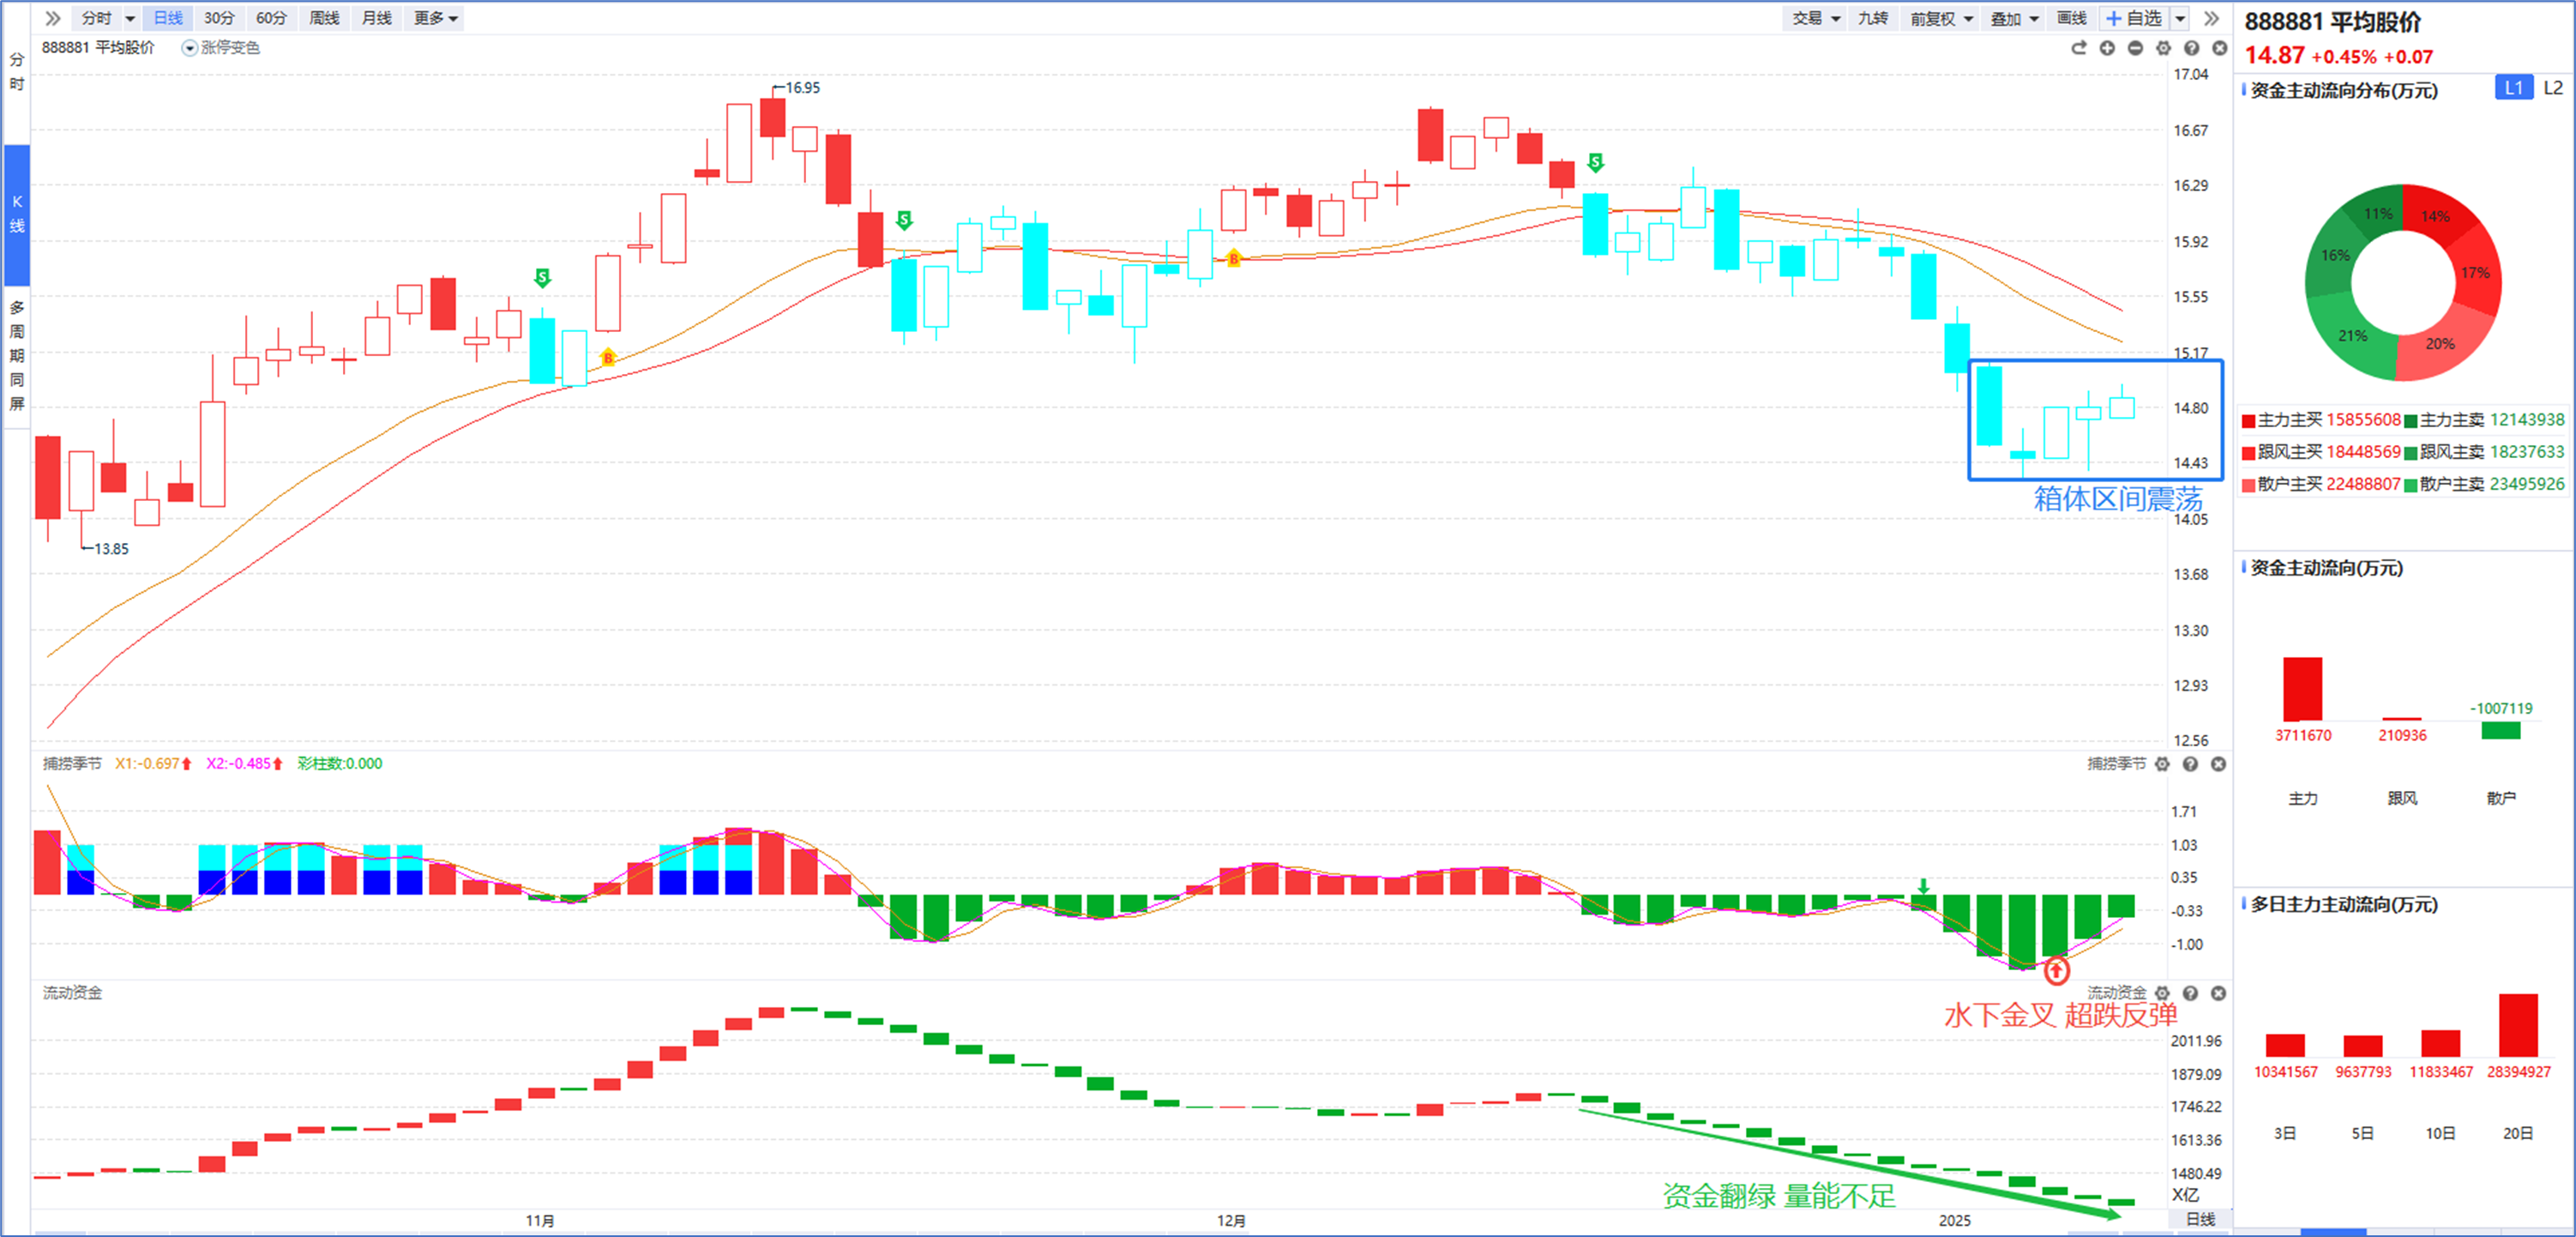 分时 日线 30分 60分 周线 月线 更多 交易 九转 前复权 叠加 画线 +自选
888881 平均股价 涨停变色
分时
K线
多周期同屏
17.04
←16.95
16.67
S
16.29
S
15.92
B
S
15.55
B
15.17
14.80
14.43
箱体区间震荡
14.05
←13.85
13.68
13.30
12.93
12.56
捕捞季节 X1:-0.697 X2:-0.485 彩柱数:0.000 捕捞季节
1.71
1.03
0.35
-0.33
-1.00
流动资金 流动资金
水下金叉 超跌反弹
2011.96
1879.09
1746.22
1613.36
1480.49
资金翻绿 量能不足
X亿
11月 12月 2025 日线
888881 平均股价
14.87 +0.45% +0.07
资金主动流向分布(万元) L1 L2
11% 14%
16% 17%
21% 20%
主力主买 15855608 主力主卖 12143938
跟风主买 18448569 跟风主卖 18237633
散户主买 22488807 散户主卖 23495926
资金主动流向(万元)
-1007119
3711670 210936
主力 跟风 散户
多日主力主动流向(万元)
10341567 9637793 11833467 28394927
3日 5日 10日 20日